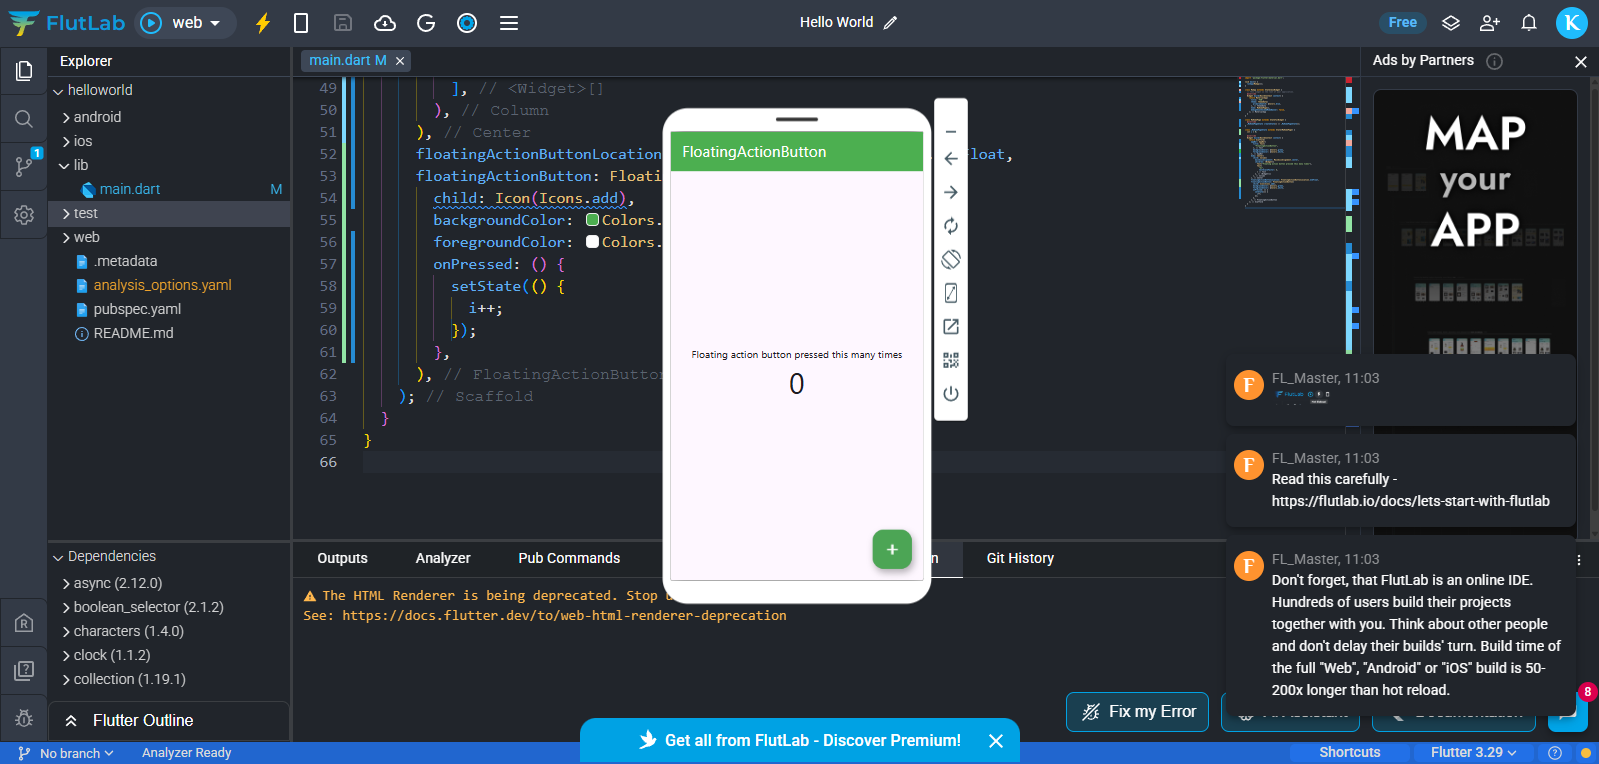 FlutLab
web
Hello World
Free
K
Explorer
helloworld
android
ios
lib
main.dart M
test
web
.metadata
analysis_options.yaml
pubspec.yaml
README.md
1
Dependencies
async (2.12.0)
boolean_selector (2.1.2)
characters (1.4.0)
clock (1.1.2)
collection (1.19.1)
Flutter Outline
main.dart M
49 ], // <Widget>[]
50 ), // Column
51 ), // Center
52 floatingActionButtonLocation Float,
53 floatingActionButton: Floati
54 child: Icon(Icons.add),
55 backgroundColor: Colors.
56 foregroundColor: Colors.
57 onPressed: () {
58 setState(() {
59 i++;
60 });
61 },
62 ), // FloatingActionButton
63 ); // Scaffold
64 }
65 }
66
FloatingActionButton
Floating action button pressed this many times
0
+
Outputs
Analyzer
Pub Commands
n
Git History
The HTML Renderer is being deprecated. Stop
See: https://docs.flutter.dev/to/web-html-renderer-deprecation
Ads by Partners
MAP
your
APP
F
FL_Master, 11:03
FlutLab
F
FL_Master, 11:03
Read this carefully -
https://flutlab.io/docs/lets-start-with-flutlab
F
FL_Master, 11:03
Don't forget, that FlutLab is an online IDE.
Hundreds of users build their projects
together with you. Think about other people
and don't delay their builds' turn. Build time of
the full "Web", "Android" or "iOS" build is 50-
200x longer than hot reload.
8
Fix my Error
AI Assistant
Documentation
Get all from FlutLab - Discover Premium!
No branch
Analyzer Ready
Shortcuts
Flutter 3.29